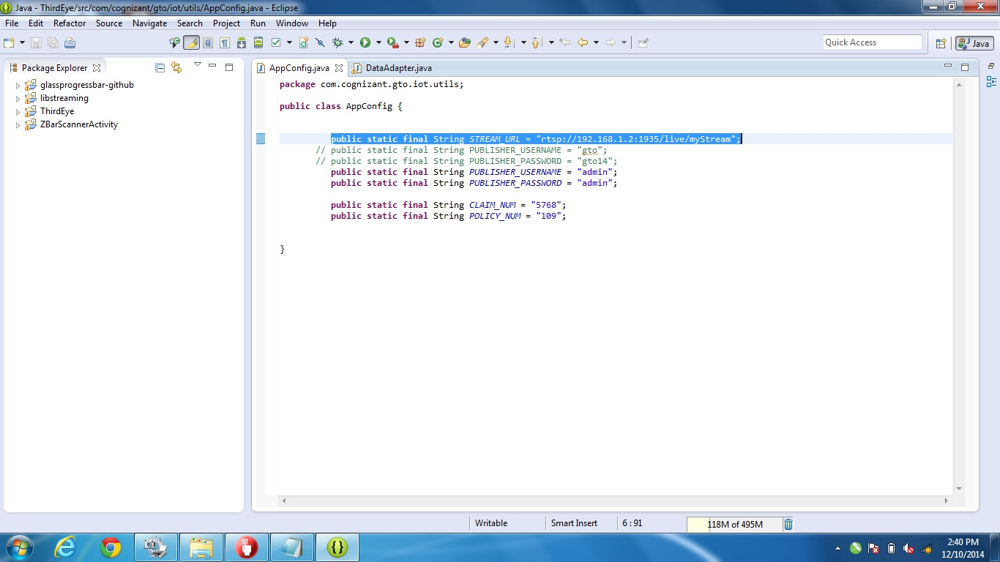 Java - ThirdEye/src/com/cognizant/gto/iot/utils/AppConfig.java - Eclipse
File Edit Refactor Source Navigate Search Project Run Window Help
Quick Access
Java
Package Explorer
AppConfig.java
DataAdapter.java
glassprogressbar-github
libstreaming
ThirdEye
ZBarScannerActivity
package com.cognizant.gto.iot.utils;
public class AppConfig {
public static final String STREAM_URL = "rtsp://192.168.1.2:1935/live/myStream";
// public static final String PUBLISHER_USERNAME = "gto";
// public static final String PUBLISHER_PASSWORD = "gto14";
public static final String PUBLISHER_USERNAME = "admin";
public static final String PUBLISHER_PASSWORD = "admin";
public static final String CLAIM_NUM = "5768";
public static final String POLICY_NUM = "109";
}
Writable
Smart Insert
6 : 91
118M of 495M
2:40 PM
12/10/2014